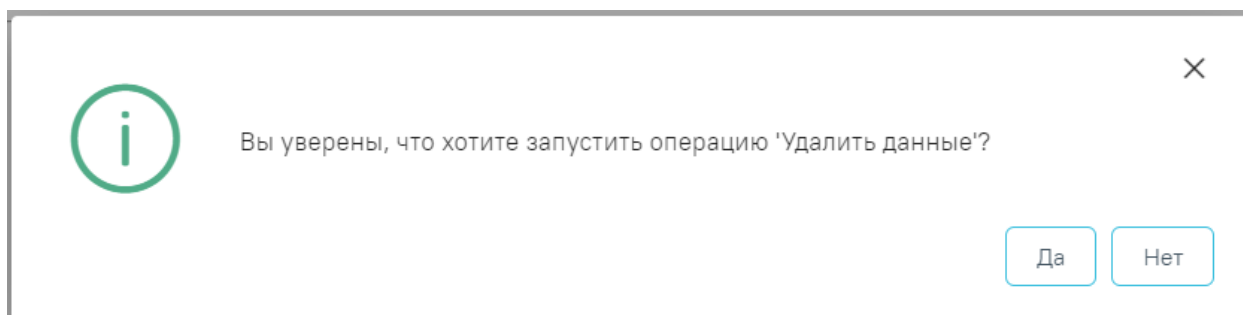 Вы уверены, что хотите запустить операцию 'Удалить данные'?
Да Нет